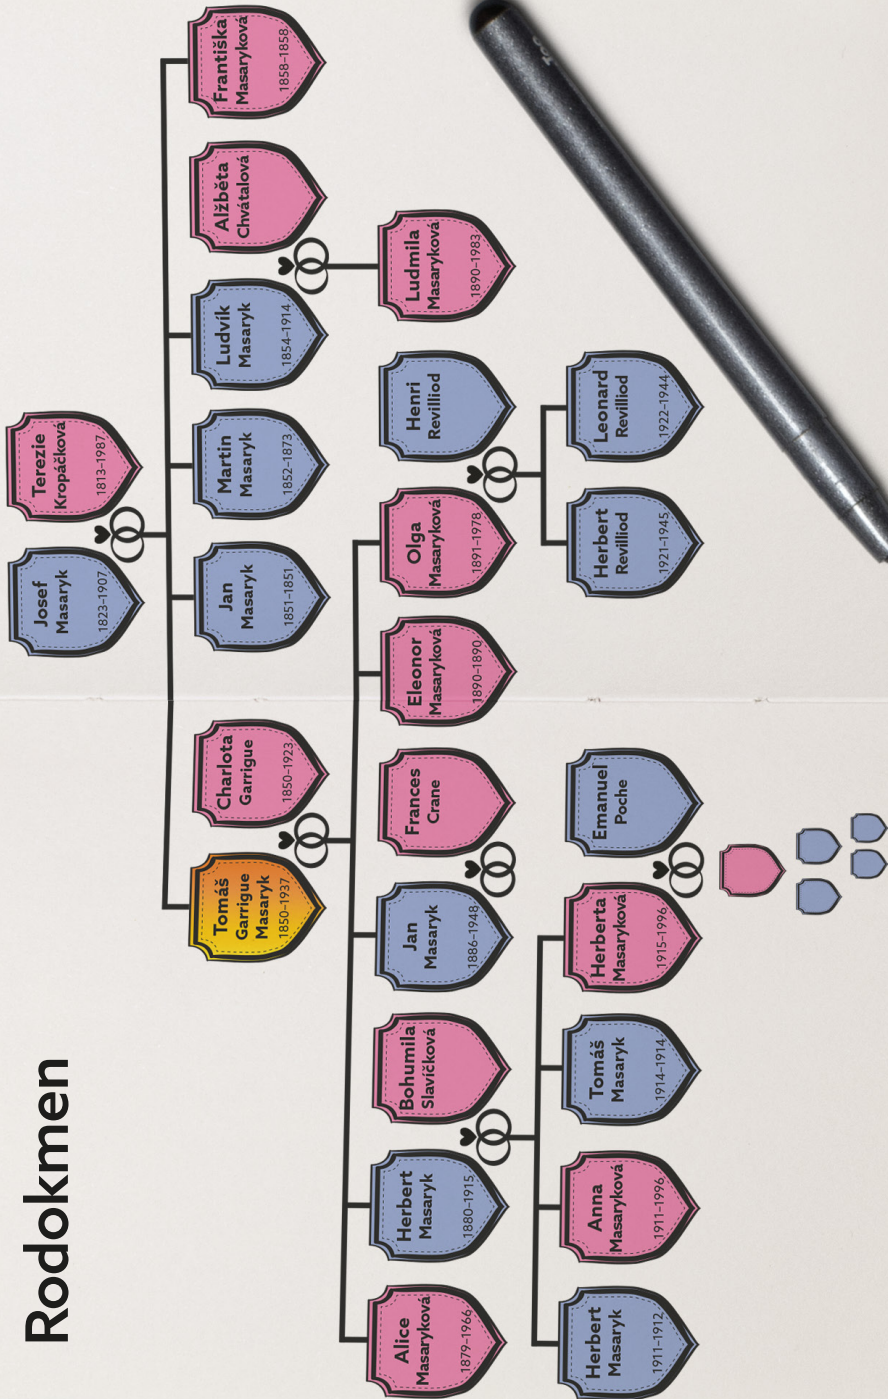 Rodokmen
Josef
Masaryk
1823–1907
Terezie
Kropáčková
1813–1987
Tomáš
Garrigue
Masaryk
1850–1937
Charlota
Garrigue
1850–1923
Jan
Masaryk
1851–1851
Martin
Masaryk
1852–1873
Ludvík
Masaryk
1854–1914
Alžběta
Chvátalová
Františka
Masaryková
1858–1858
Alice
Masaryková
1879–1966
Herbert
Masaryk
1880–1915
Bohumila
Slavíčková
Jan
Masaryk
1886–1948
Frances
Crane
Eleonor
Masaryková
1890–1890
Olga
Masaryková
1891–1978
Henri
Revilliod
Ludmila
Masaryková
1890–1983
Herbert
Masaryk
1911–1912
Anna
Masaryková
1911–1996
Tomáš
Masaryk
1914–1914
Herberta
Masaryková
1915–1996
Emanuel
Poche
Herbert
Revilliod
1921–1945
Leonard
Revilliod
1922–1944